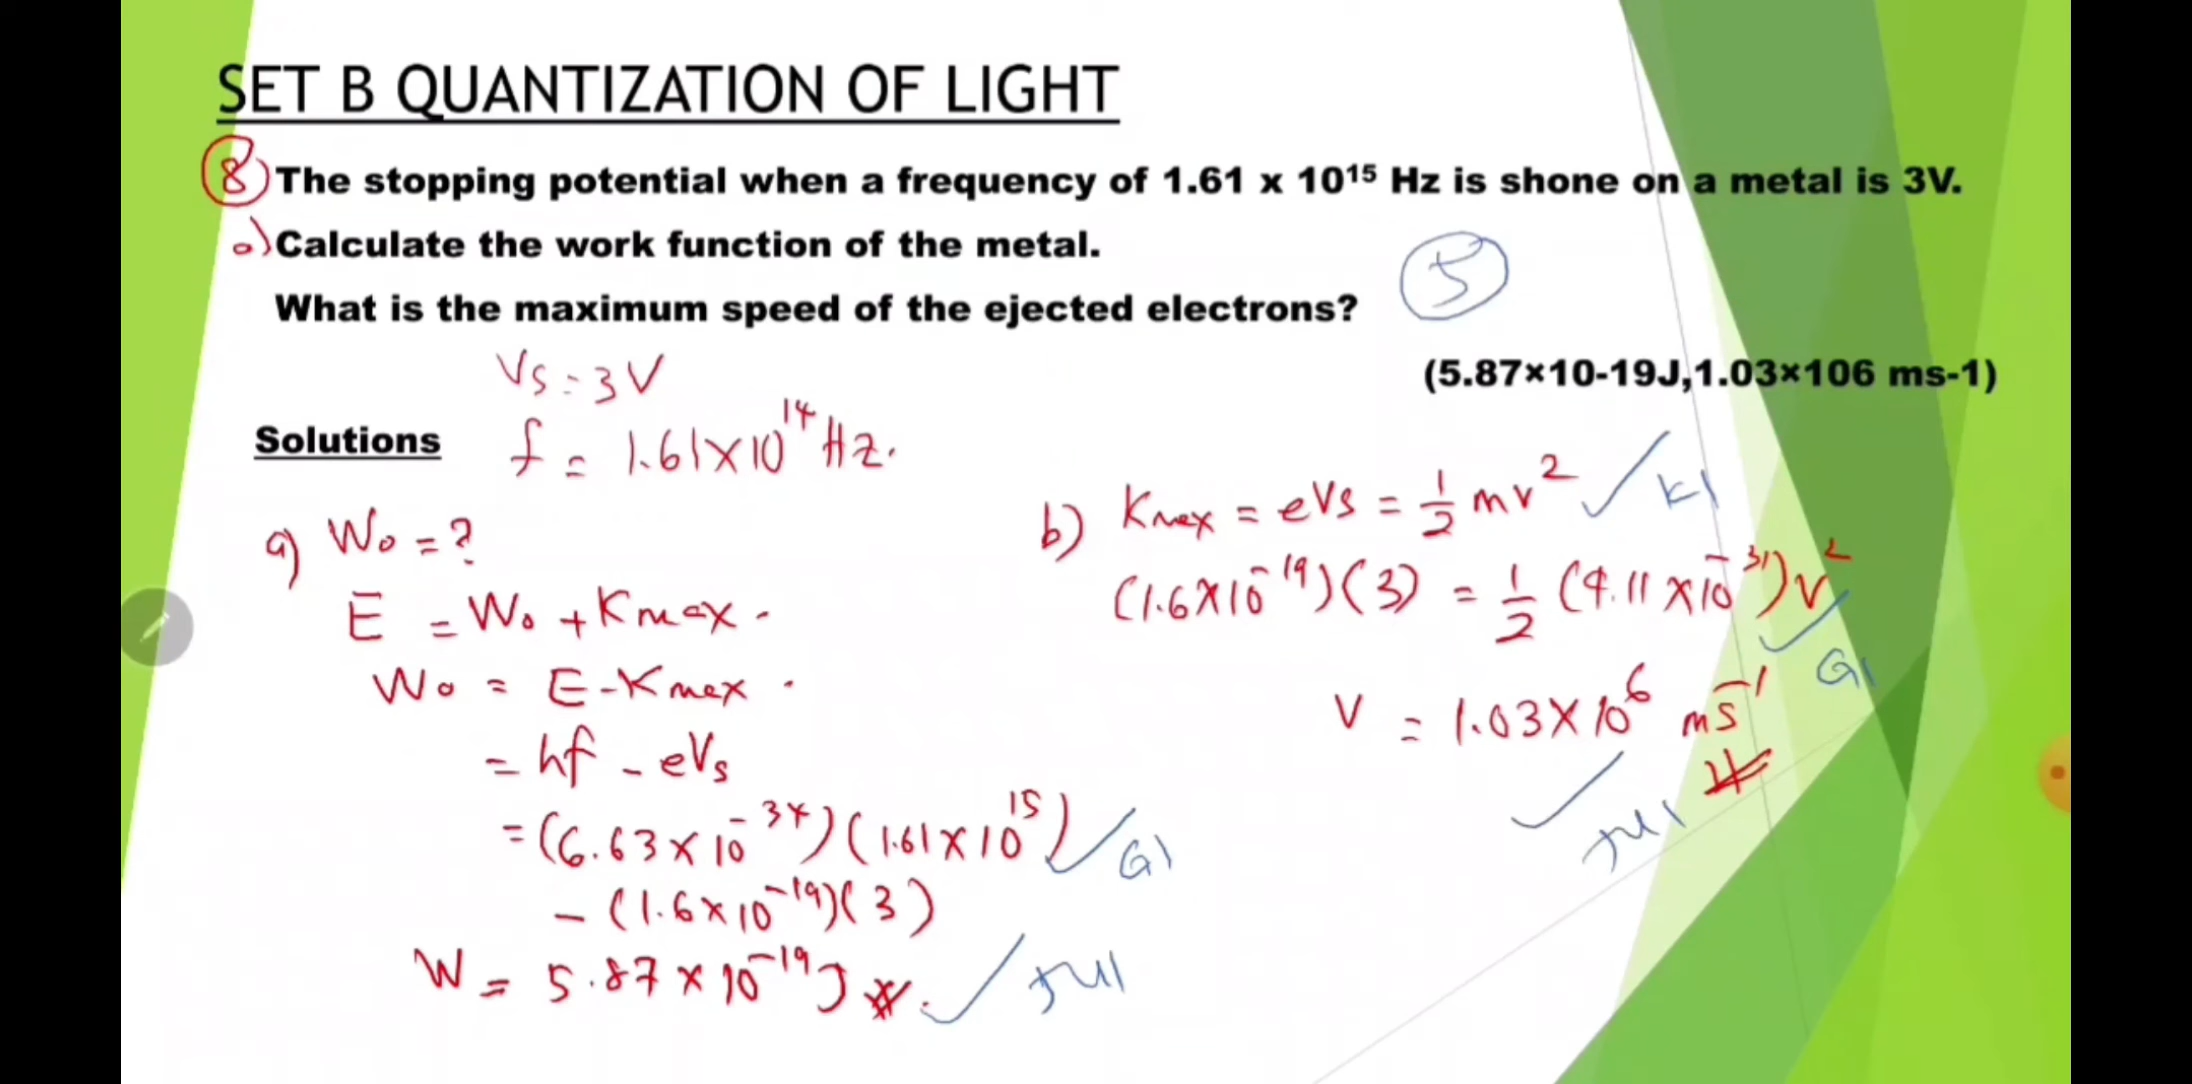 SET B QUANTIZATION OF LIGHT
8 The stopping potential when a frequency of 1.61 x 10¹⁵ Hz is shone on a metal is 3V.
a) Calculate the work function of the metal.
What is the maximum speed of the ejected electrons?
5
(5.87×10-19J,1.03×106 ms-1)
Vs = 3V
Solutions
f = 1.61 × 10¹⁴ Hz.
a) W₀ = ?
E = W₀ + Kmax .
W₀ = E - Kmax .
= hf - eVs
= (6.63 × 10⁻³⁴)(1.61 × 10¹⁵) ✓ G1
- (1.6 × 10⁻¹⁹)(3)
W = 5.87 × 10⁻¹⁹ J ✓ JU1
b) Kmax = eVs = ½ mv² ✓ K1
(1.6 × 10⁻¹⁹)(3) = ½ (9.11 × 10⁻³¹) v² ✓ G1
V = 1.03 × 10⁶ ms⁻¹
✓ JU1